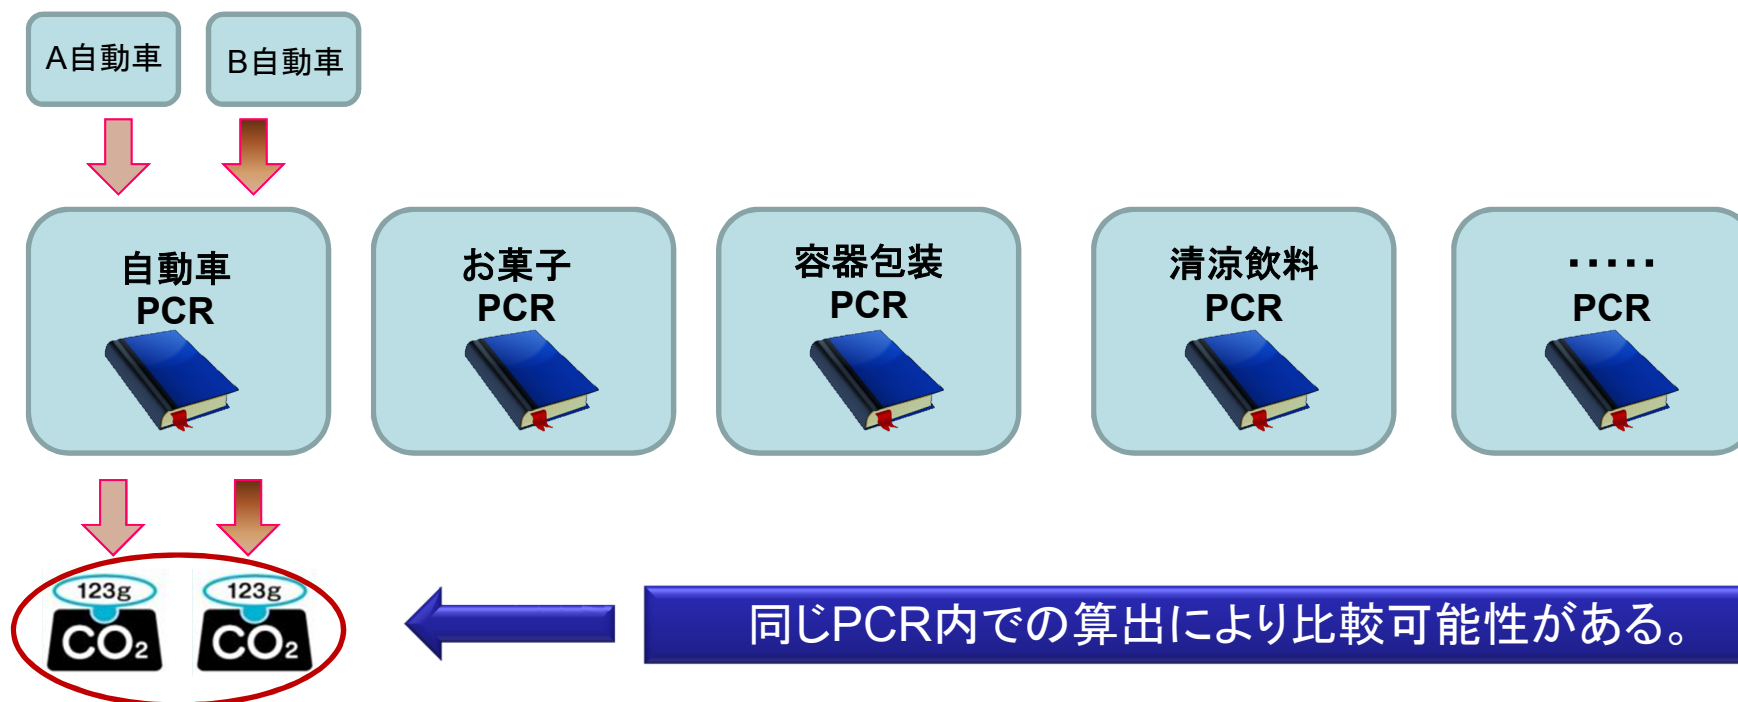 A自動車
B自動車
自動車
PCR
お菓子
PCR
容器包装
PCR
清涼飲料
PCR
・・・・・
PCR
123g
CO₂
123g
CO₂
同じPCR内での算出により比較可能性がある。